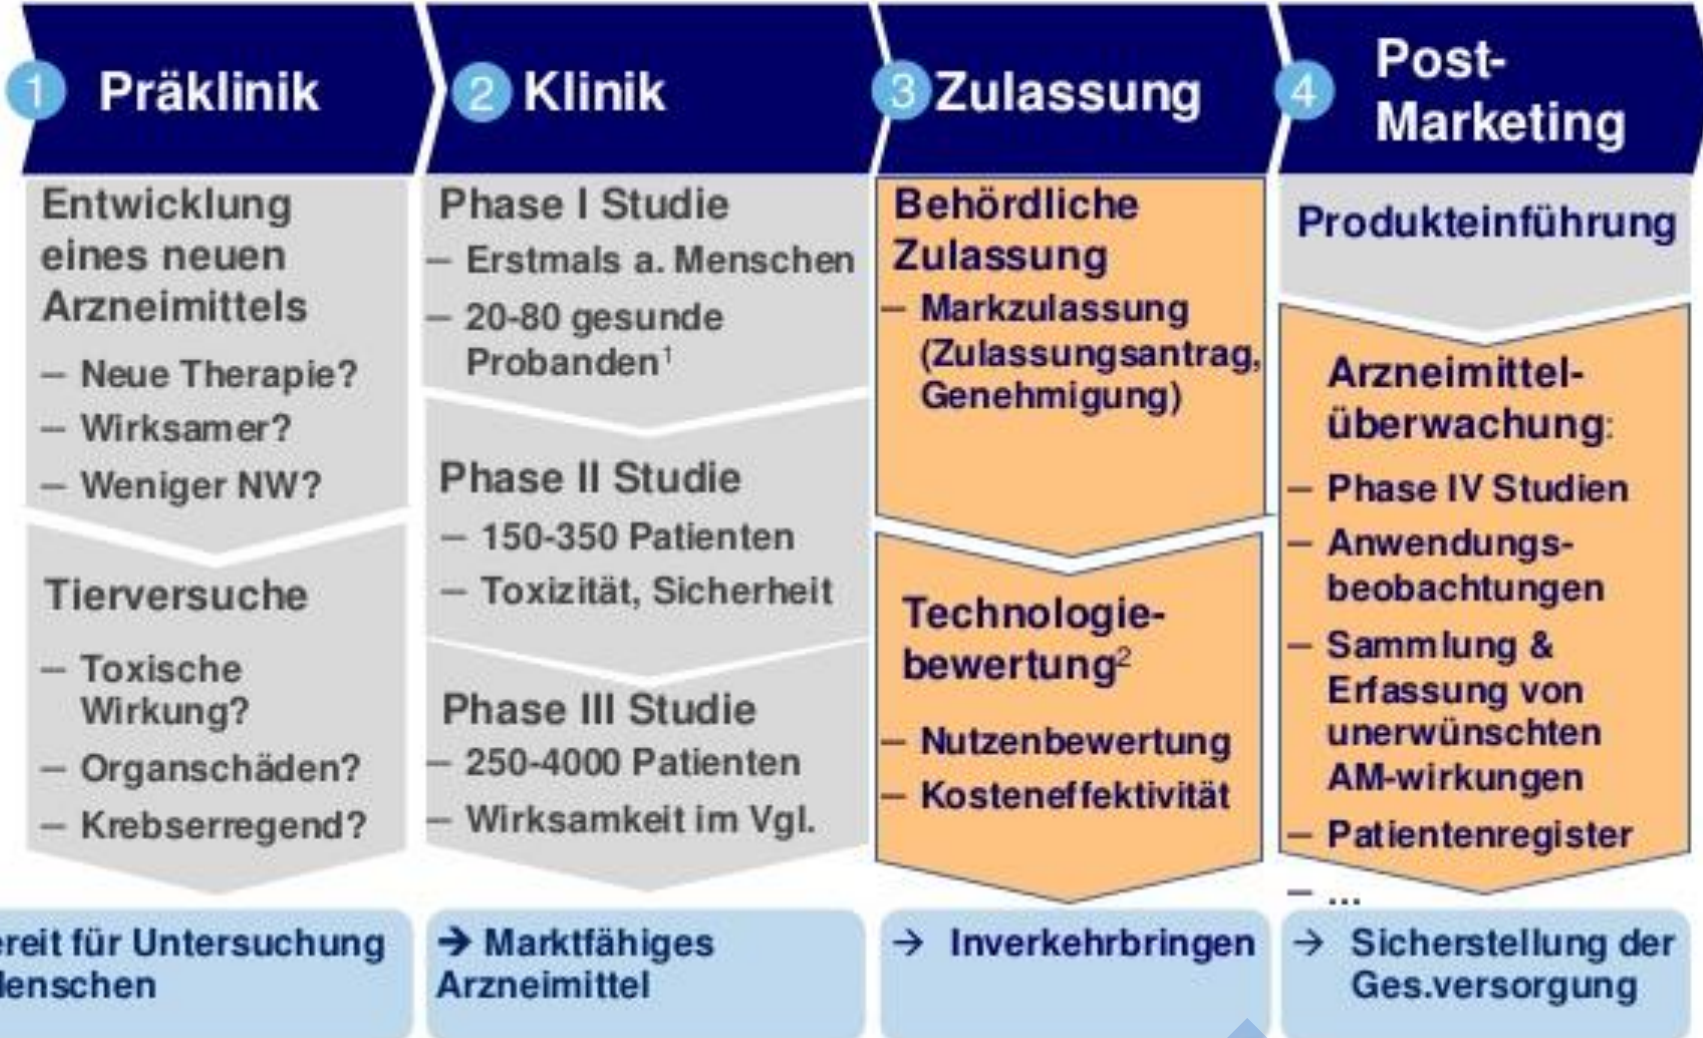 1 Präklinik
Entwicklung
eines neuen
Arzneimittels
– Neue Therapie?
– Wirksamer?
– Weniger NW?
Tierversuche
– Toxische
Wirkung?
– Organschäden?
– Krebserregend?
für Untersuchung
2 Klinik
Phase I Studie
– Erstmals a. Menschen
– 20-80 gesunde
Probanden¹
Phase II Studie
– 150-350 Patienten
– Toxizität, Sicherheit
Phase III Studie
– 250-4000 Patienten
– Wirksamkeit im Vgl.
→ Marktfähiges
Arzneimittel
3 Zulassung
Behördliche
Zulassung
– Markzulassung
(Zulassungsantrag,
Genehmigung)
Technologie-
bewertung²
– Nutzenbewertung
– Kosteneffektivität
→ Inverkehrbringen
4 Post-
Marketing
Produkteinführung
Arzneimittel-
überwachung:
– Phase IV Studien
– Anwendungs-
beobachtungen
– Sammlung &
Erfassung von
unerwünschten
AM-wirkungen
– Patientenregister
– ...
→ Sicherstellung der
Ges.versorgung